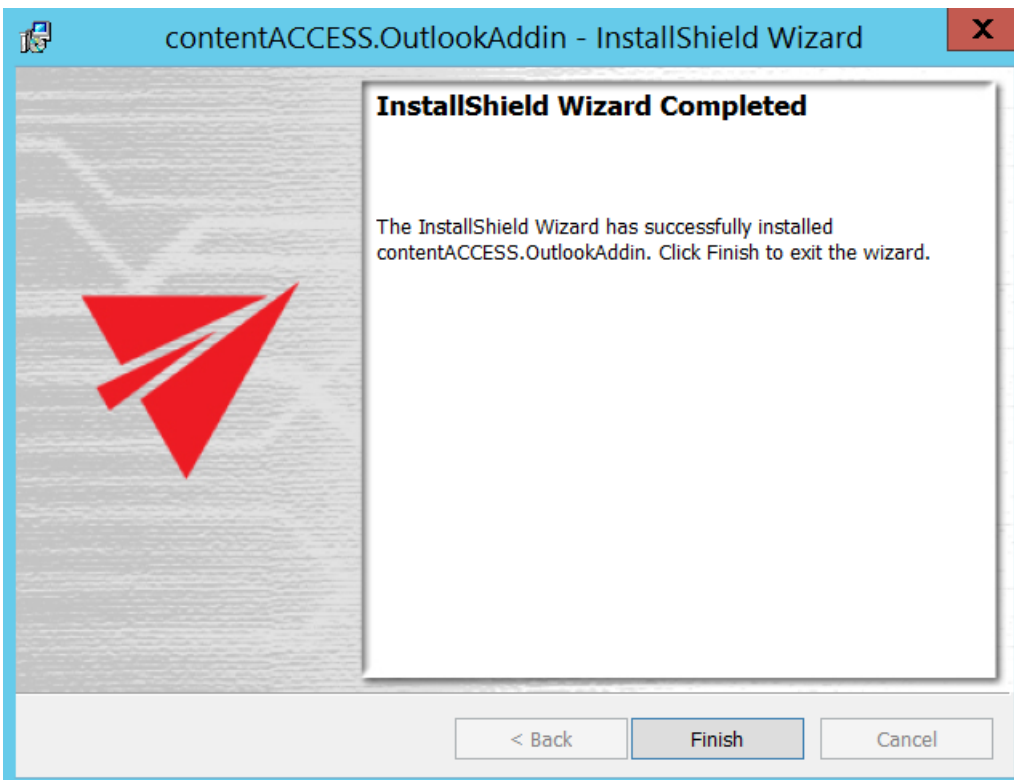 contentACCESS.OutlookAddin - InstallShield Wizard
X
InstallShield Wizard Completed
The InstallShield Wizard has successfully installed
contentACCESS.OutlookAddin. Click Finish to exit the wizard.
< Back
Finish
Cancel